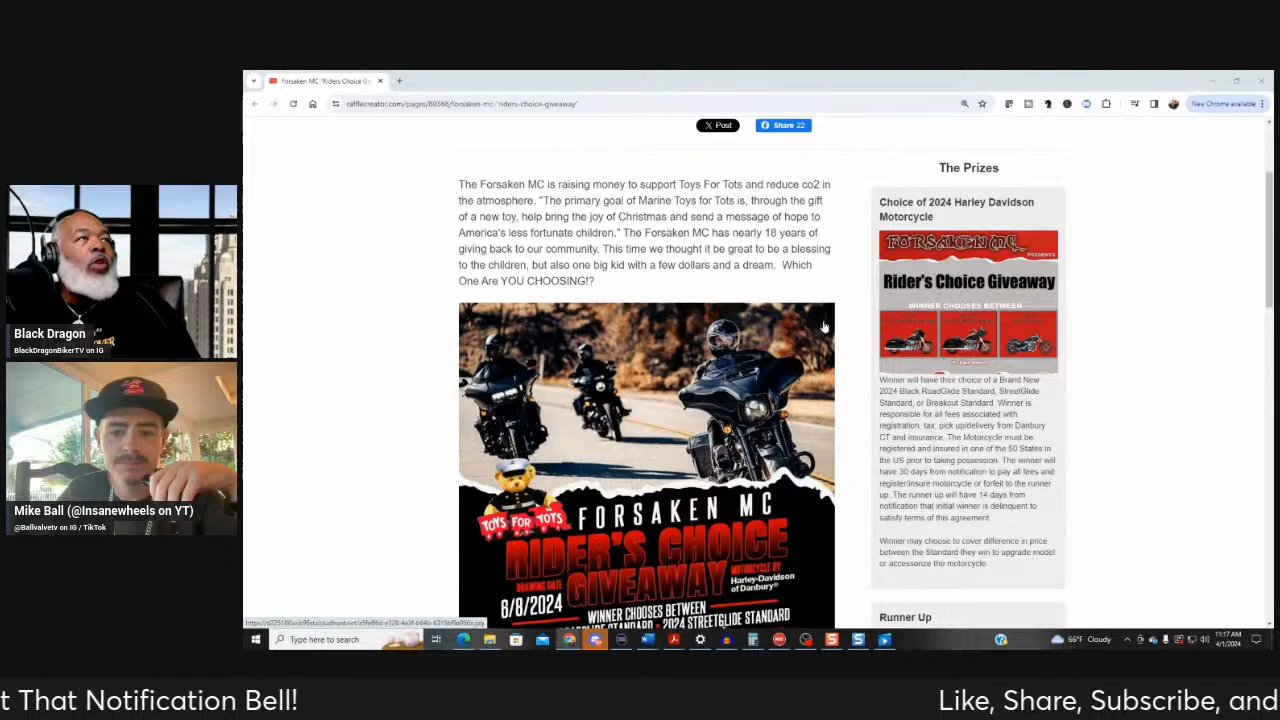 Forsaken MC "Riders Choice Gi
rafflecreator.com/pages/80368/forsaken-mc-"riders-choice-giveaway"
New Chrome available
Post
Share 22
The Forsaken MC is raising money to support Toys For Tots and reduce co2 in
the atmosphere. "The primary goal of Marine Toys for Tots is, through the gift
of a new toy, help bring the joy of Christmas and send a message of hope to
America's less fortunate children." The Forsaken MC has nearly 18 years of
giving back to our community. This time we thought it be great to be a blessing
to the children, but also one big kid with a few dollars and a dream. Which
One Are YOU CHOOSING!?
TOYS FOR TOTS
FORSAKEN MC
RIDER'S CHOICE
GIVEAWAY
DRAWING DATE
6/8/2024
MOTORCYCLE BY
Harley-Davidson
of Danbury
WINNER CHOOSES BETWEEN
STANDARD • 2024 STREETGLIDE STANDARD
The Prizes
Choice of 2024 Harley Davidson
Motorcycle
FORSAKEN MC
PRESENTS
Rider's Choice Giveaway
WINNER CHOOSES BETWEEN
Winner will have their choice of a Brand New
2024 Black RoadGlide Standard, StreetGlide
Standard, or Breakout Standard. Winner is
responsible for all fees associated with
registration, tax, pick up/delivery from Danbury
CT and insurance. The Motorcycle must be
registered and insured in one of the 50 States in
the US prior to taking possession. The winner will
have 30 days from notification to pay all fees and
register/insure motorcycle or forfeit to the runner
up. The runner up will have 14 days from
notification that initial winner is delinquent to
satisfy terms of this agreement.
Winner may choose to cover difference in price
between the Standard they win to upgrade model
or accessorize the motorcycle.
Runner Up
Black Dragon
BlackDragonBikerTV on IG
Mike Ball (@Insanewheels on YT)
@Ballvalvetv on IG / TikTok
Type here to search
66°F Cloudy
11:17 AM
4/1/2024
t That Notification Bell!
Like, Share, Subscribe, and